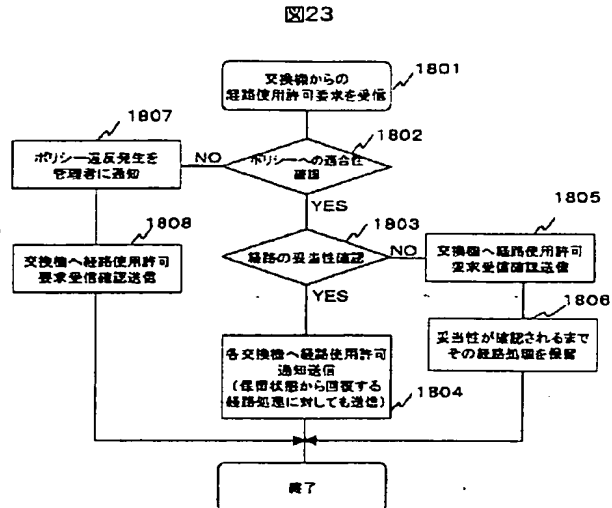 図23
交換機からの
経路使用許可要求を受信
1801
1807
1802
ポリシー違反発生を
管理者に通知
NO
ポリシーへの適合性
確認
YES
1808
1803
1805
交換機へ経路使用許可
要求受信確認送信
経路の妥当性確認
NO
交換機へ経路使用許可
要求受信確認送信
YES
1806
妥当性が確認されるまで
その経路処理を保留
各交換機へ経路使用許可
通知送信
(保留状態から回復する
経路処理に対しても送信)
1804
終了